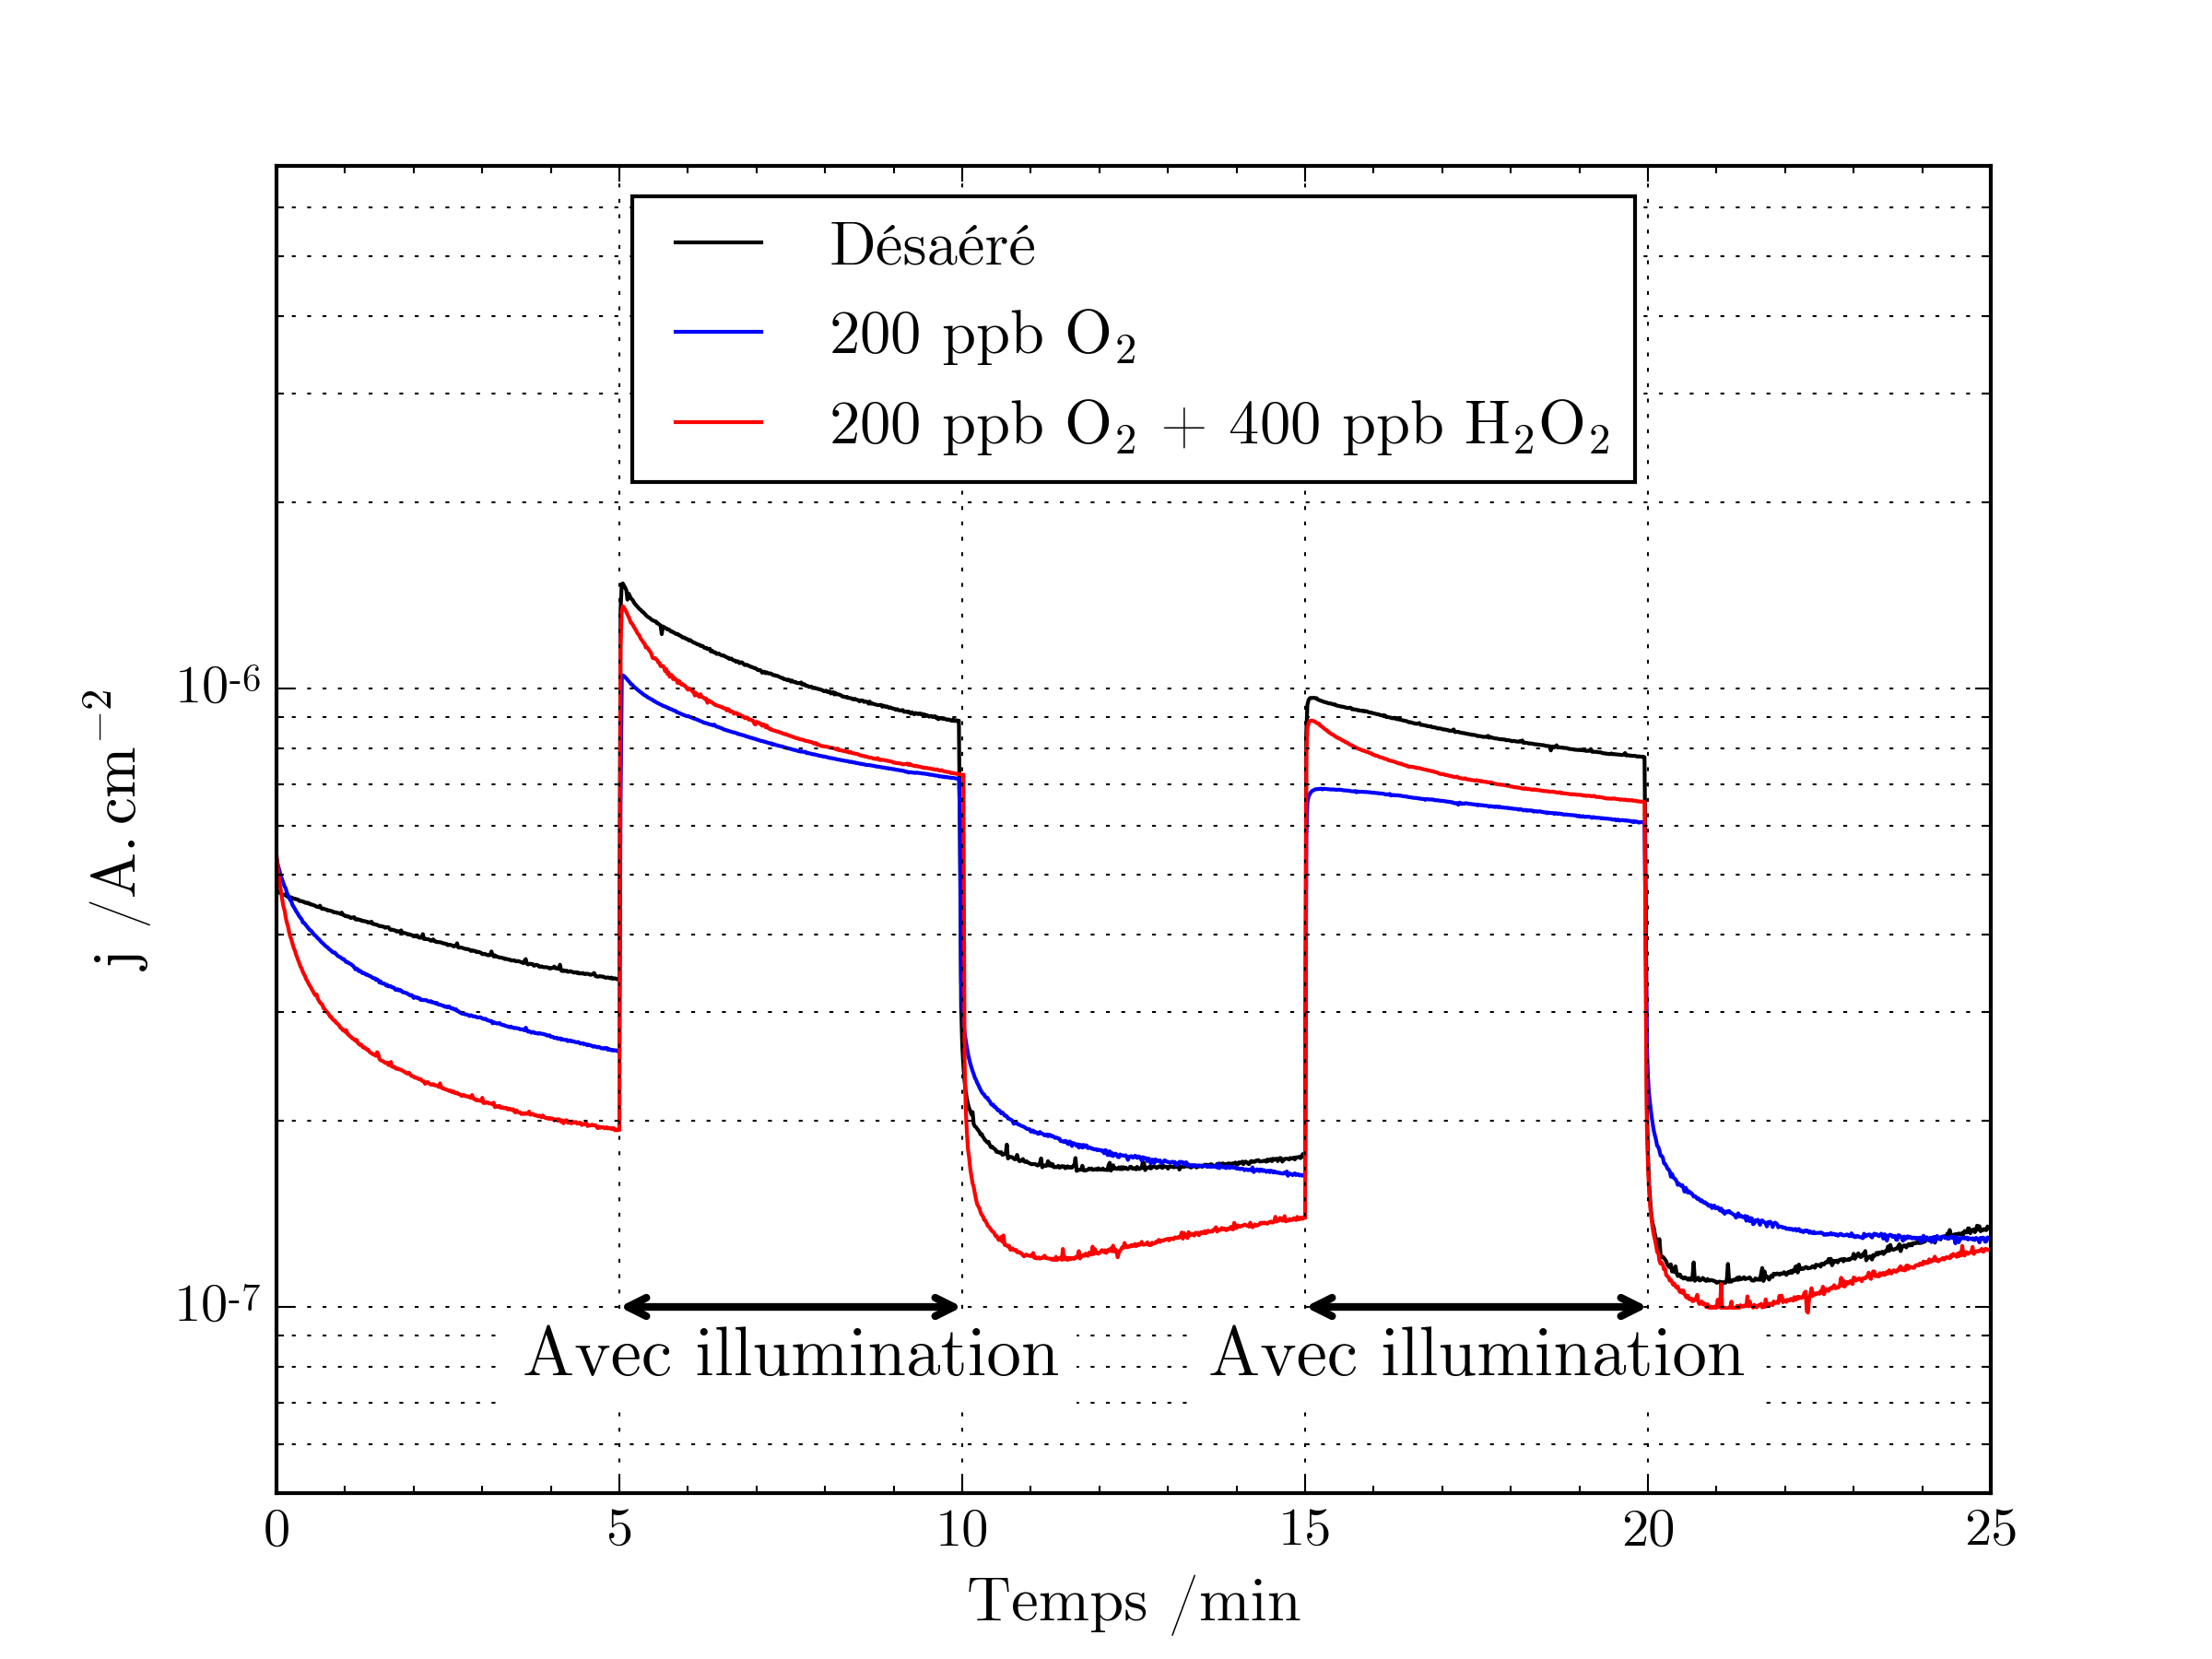 Désaéré
200 ppb O₂
200 ppb O₂ + 400 ppb H₂O₂
10⁻⁶
j /A.cm⁻²
10⁻⁷
Avec illumination Avec illumination
0 5 10 15 20 25
Temps /min